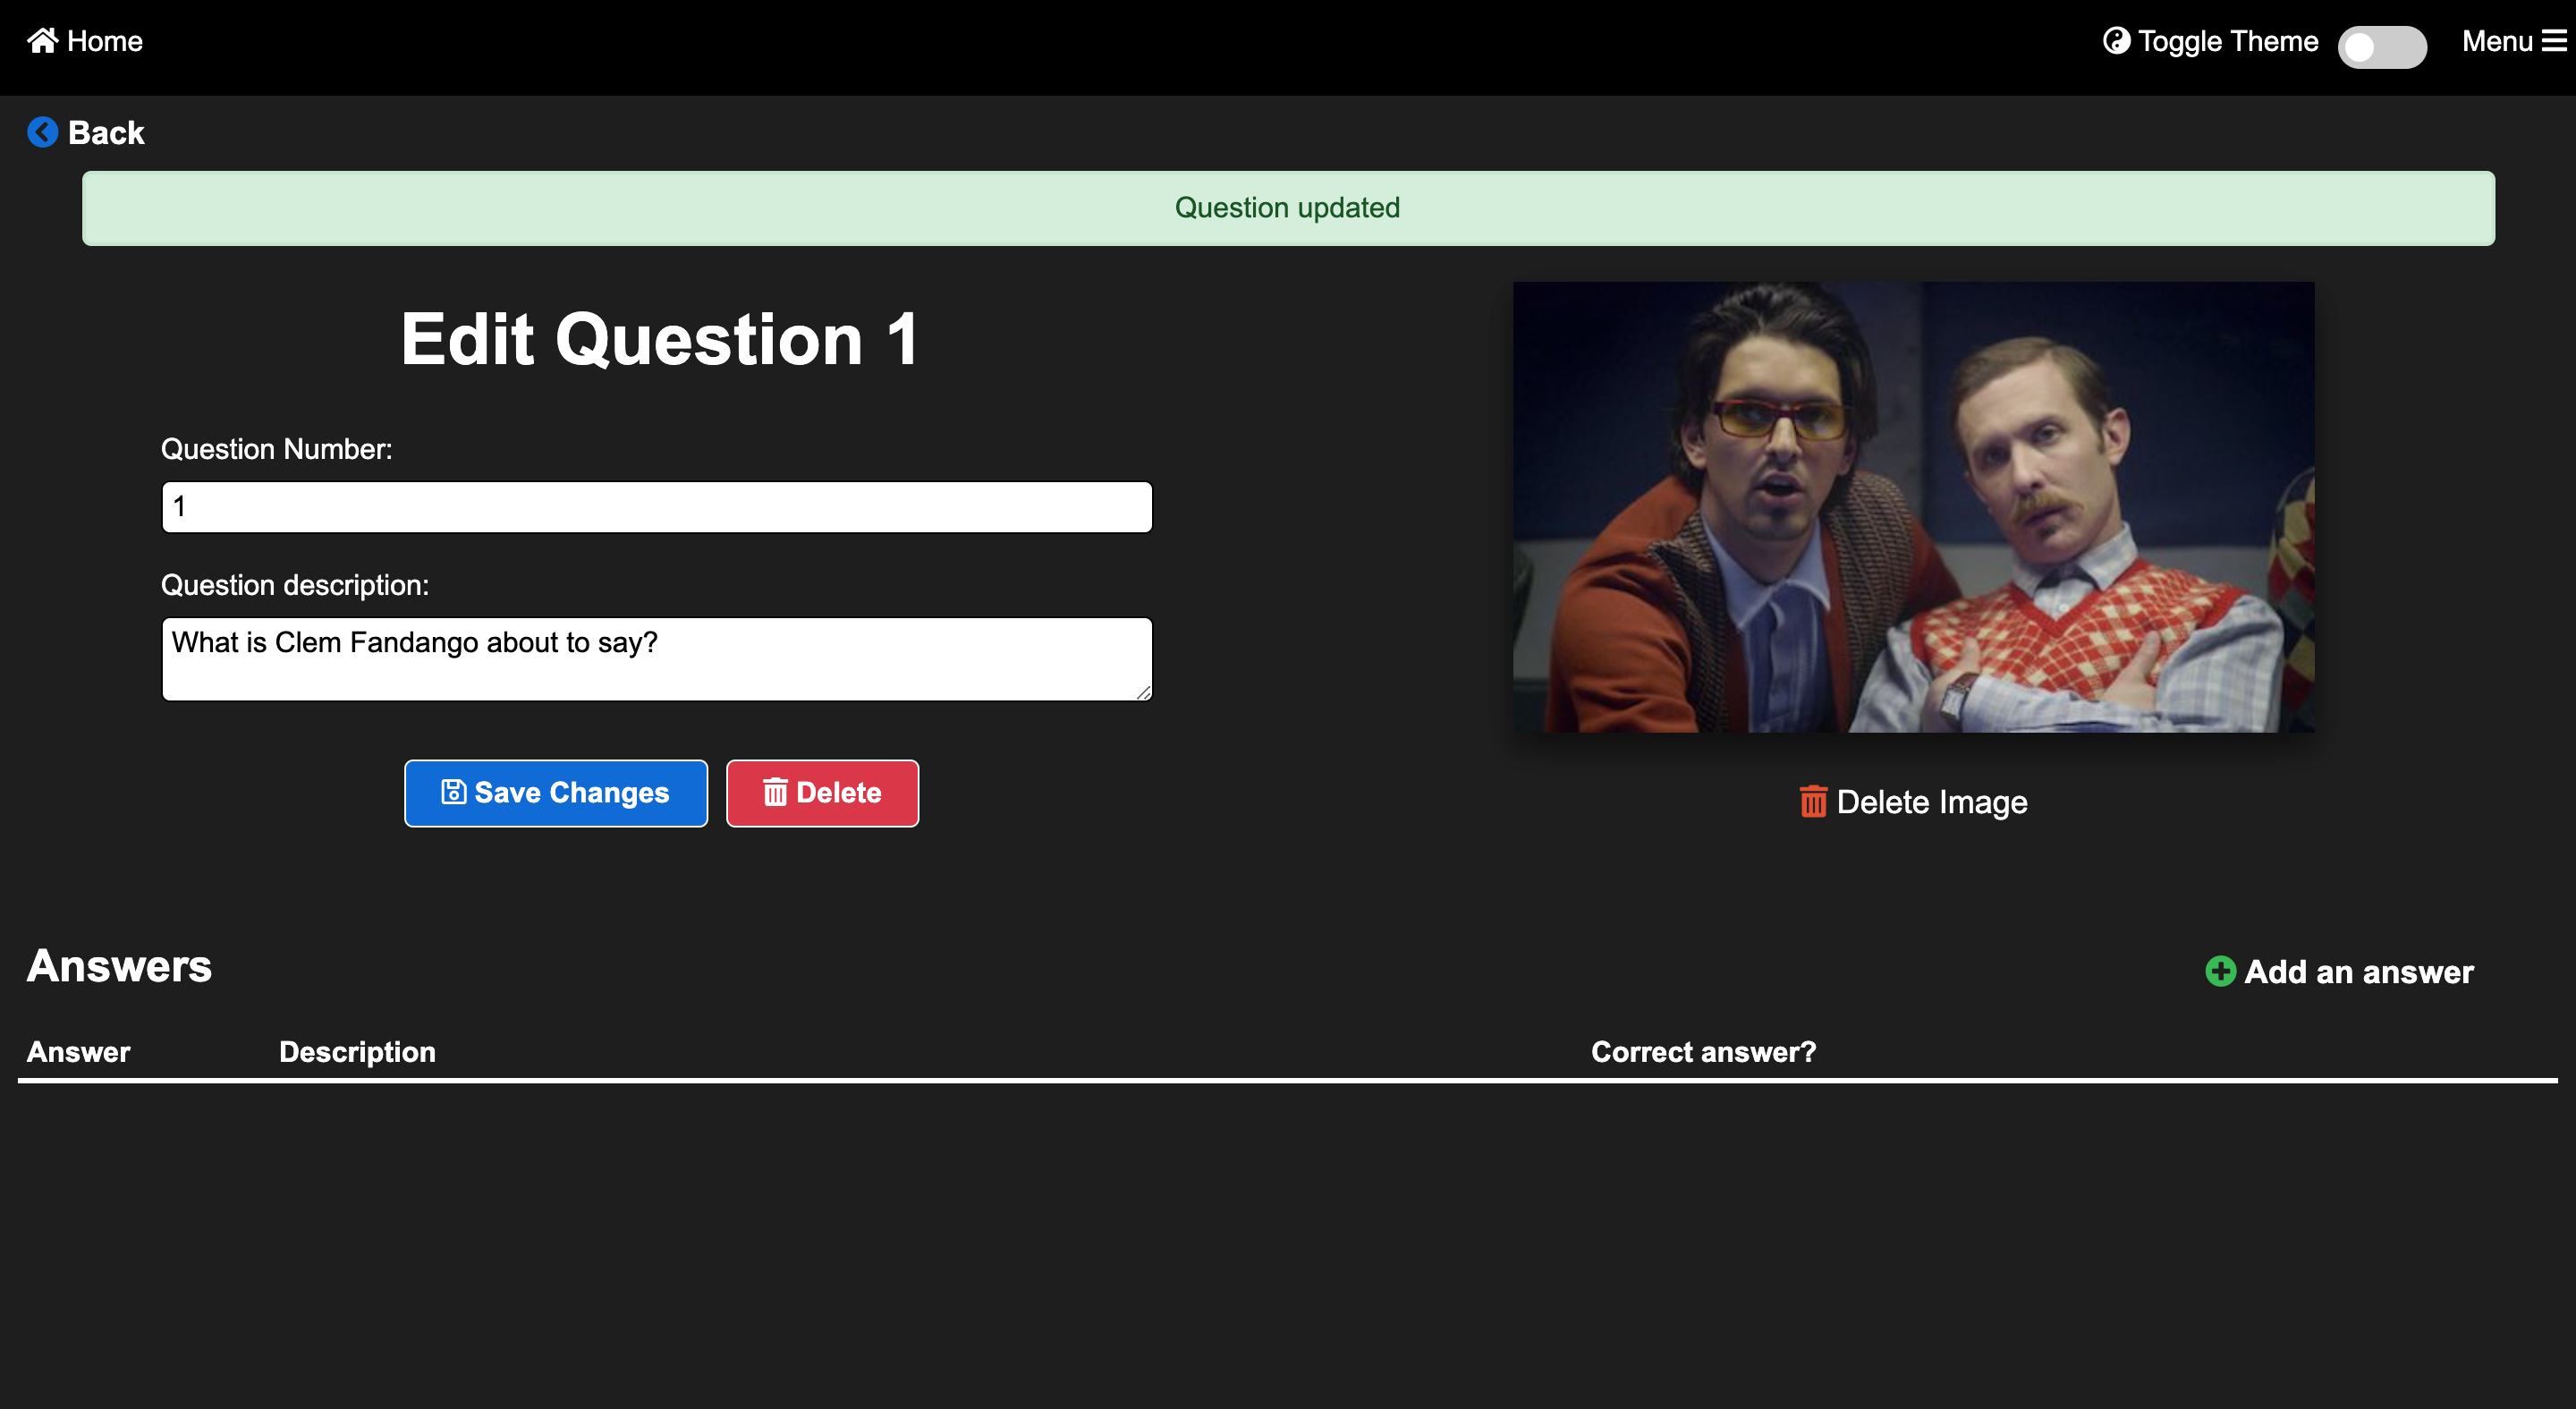 Home
Toggle Theme
Menu
Back
Question updated
Edit Question 1
Question Number:
1
Question description:
What is Clem Fandango about to say?
Save Changes
Delete
Delete Image
Answers
Add an answer
Answer Description Correct answer?